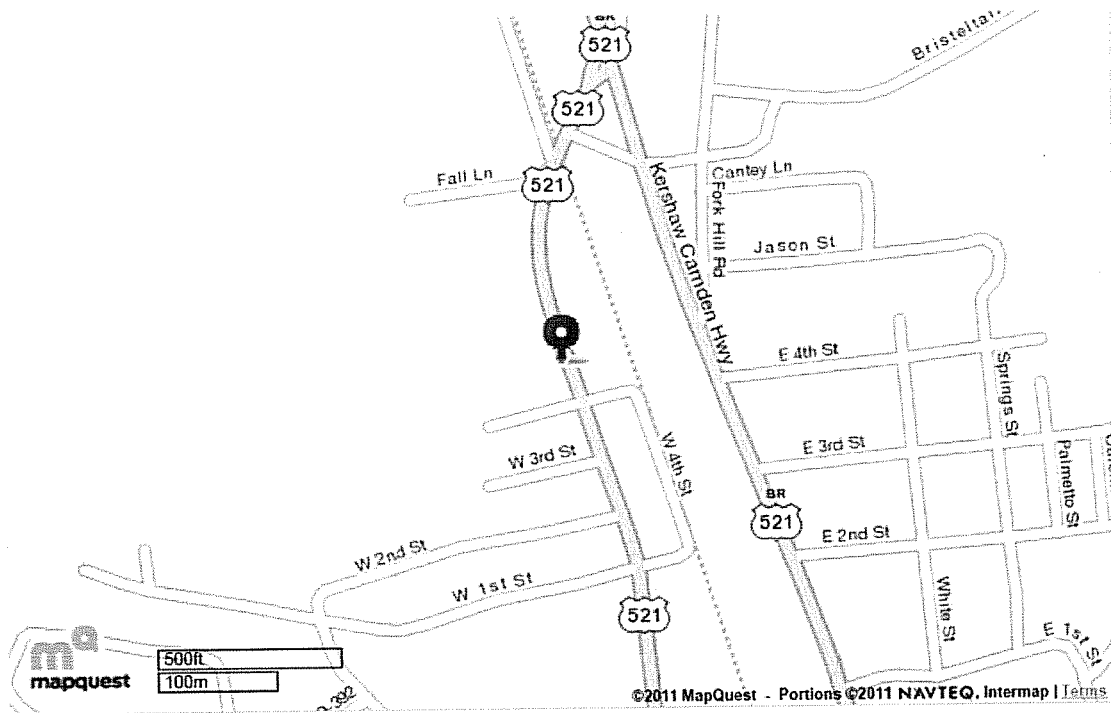 BR
521
521
Bristeltai
Fall Ln
521
Cantey Ln
Kershaw Camden Hwy
Fork Hill Rd
Jason St
E 4th St
Springs St
W 4th St
E 3rd St
W 3rd St
Palmetto St
BR
521
E 2nd St
W 2nd St
W 1st St
White St
521
E 1st St
mq
mapquest
500ft
100m
©2011 MapQuest - Portions ©2011 NAVTEQ, Intermap | Terms